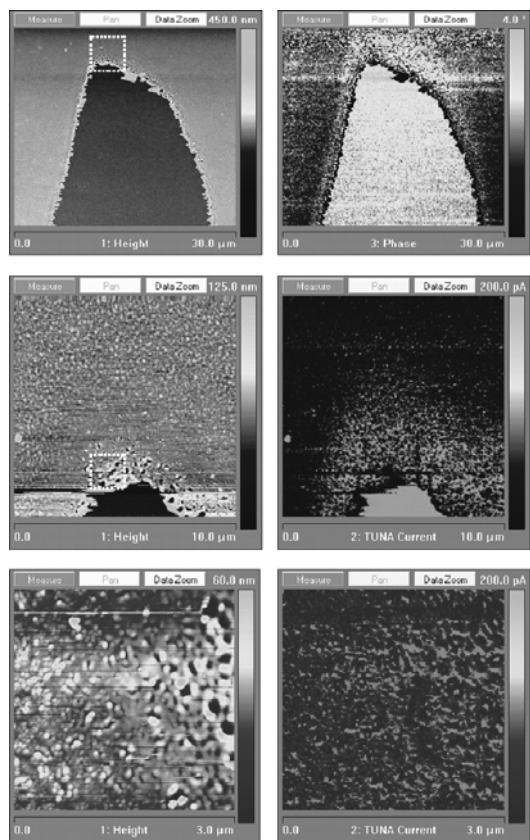 Measure Pan Data Zoom 450.0 nm
0.0 1: Height 30.0 µm
Measure Pan Data Zoom 4.0 °
0.0 3: Phase 30.0 µm
Measure Pan Data Zoom 125.0 nm
0.0 1: Height 10.0 µm
Measure Pan Data Zoom 200.0 pA
0.0 2: TUNA Current 10.0 µm
Measure Pan Data Zoom 60.0 nm
0.0 1: Height 3.0 µm
Measure Pan Data Zoom 200.0 pA
0.0 2: TUNA Current 3.0 µm